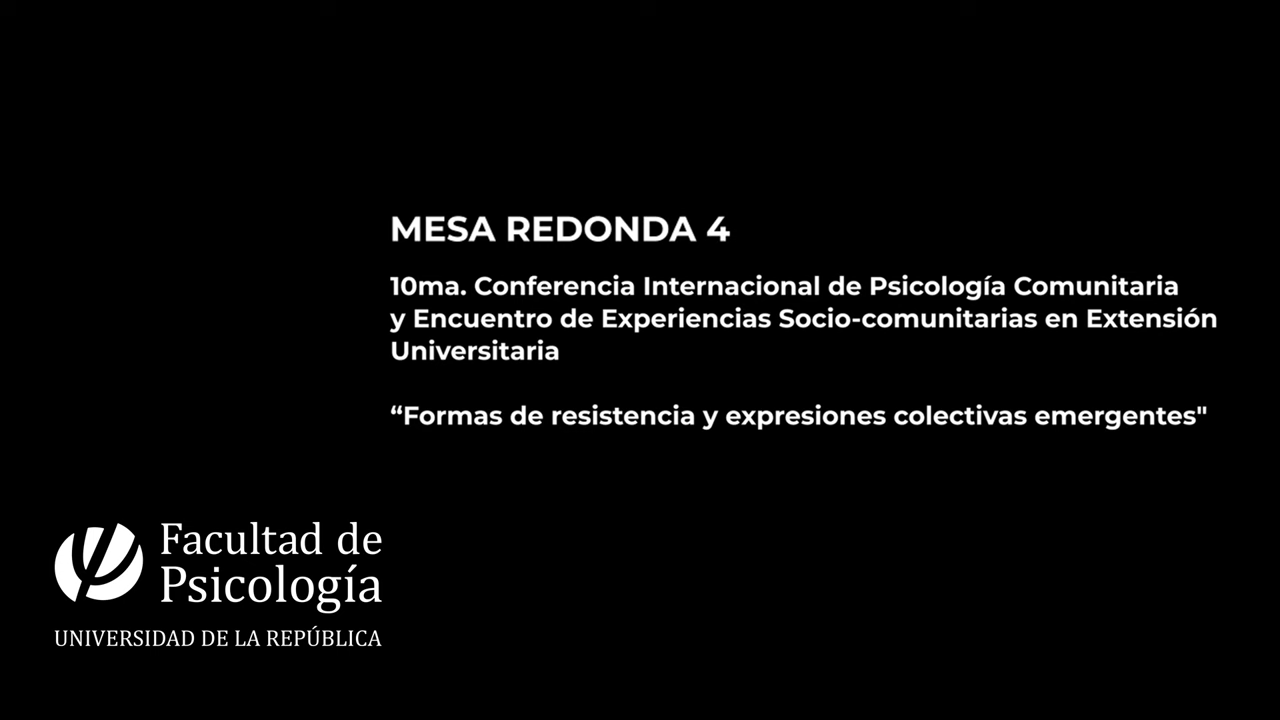 MESA REDONDA 4
10ma. Conferencia Internacional de Psicología Comunitaria
y Encuentro de Experiencias Socio-comunitarias en Extensión
Universitaria
“Formas de resistencia y expresiones colectivas emergentes"
Facultad de
Psicología
UNIVERSIDAD DE LA REPÚBLICA